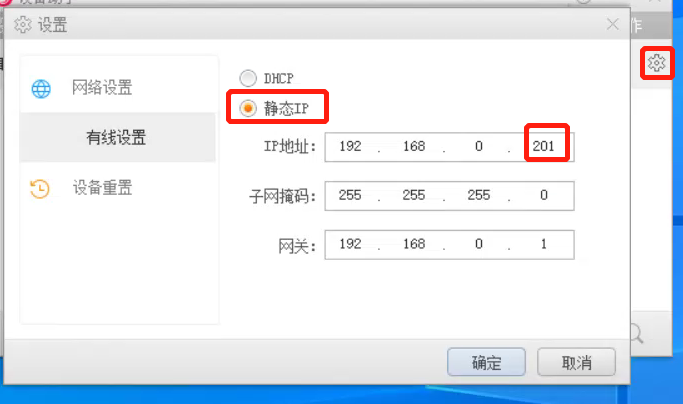 设置
作
网络设置
有线设置
设备重置
DHCP
静态IP
IP地址: 192 . 168 . 0 . 201
子网掩码: 255 . 255 . 255 . 0
网关: 192 . 168 . 0 . 1
确定
取消